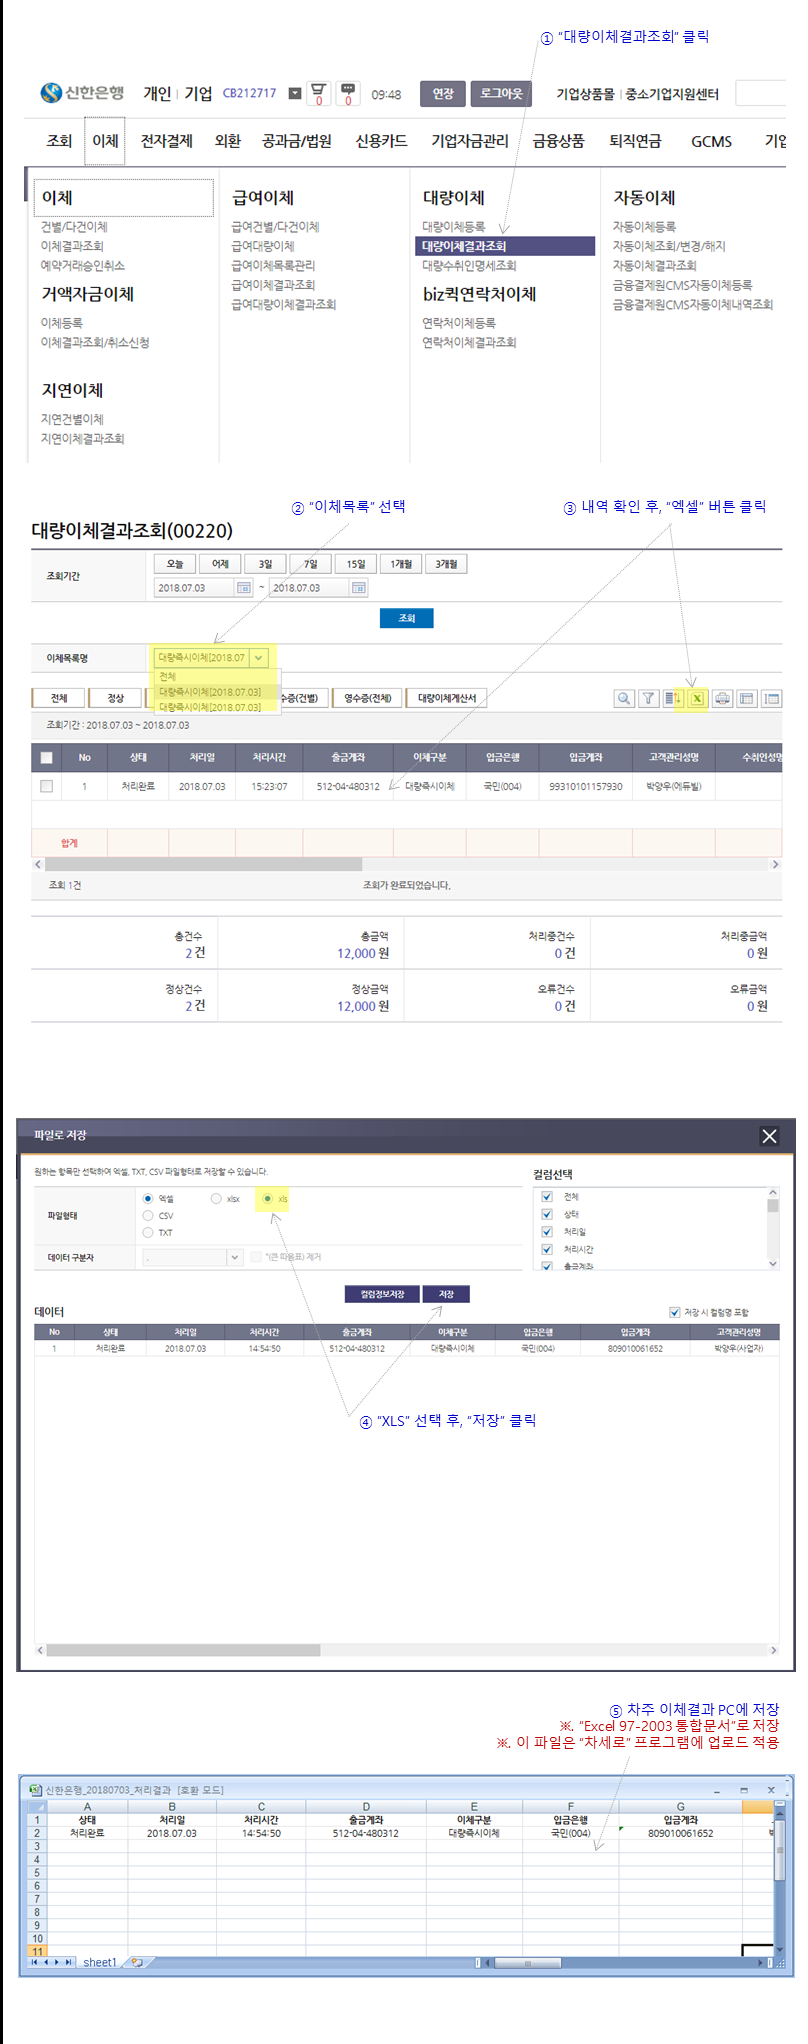 ① "대량이체결과조회" 클릭
신한은행 개인 | 기업 CB212717 0 0 09:48 연장 로그아웃 기업상품몰 | 중소기업지원센터
조회 이체 전자결제 외환 공과금/법원 신용카드 기업자금관리 금융상품 퇴직연금 GCMS 기업
이체 급여이체 대량이체 자동이체
건별/다건이체 급여건별/다건이체 대량이체등록 자동이체등록
이체결과조회 급여대량이체 대량이체결과조회 자동이체조회/변경/해지
예약거래승인취소 급여이체목록관리 대량수취인명세조회 자동이체결과조회
거액자금이체 급여이체결과조회 biz퀵연락처이체 금융결제원CMS자동이체등록
급여대량이체결과조회 금융결제원CMS자동이체내역조회
이체등록 연락처이체등록
이체결과조회/취소신청 연락처이체결과조회
지연이체
지연건별이체
지연이체결과조회
② "이체목록" 선택 ③ 내역 확인 후, "엑셀" 버튼 클릭
대량이체결과조회(00220)
조회기간 오늘 어제 3일 7일 15일 1개월 3개월
2018.07.03 ~ 2018.07.03
조회
이체목록명 대량즉시이체[2018.07
전체
대량즉시이체[2018.07.03]
대량즉시이체[2018.07.03]
전체 정상 수증(건별) 영수증(전체) 대량이체계산서
조회기간 : 2018.07.03 ~ 2018.07.03
No 상태 처리일 처리시간 출금계좌 이체구분 입금은행 입금계좌 고객관리성명 수취인성명
1 처리완료 2018.07.03 15:23:07 512-04-480312 대량즉시이체 국민(004) 99310101157930 박양우(에듀빌)
합계
조회 1건 조회가 완료되었습니다.
총건수 총금액 처리중건수 처리중금액
2 건 12,000 원 0 건 0 원
정상건수 정상금액 오류건수 오류금액
2 건 12,000 원 0 건 0 원
파일로 저장
원하는 항목만 선택하여 엑셀, TXT, CSV 파일형태로 저장할 수 있습니다. 컬럼선택
파일형태 엑셀 xlsx xls
CSV
TXT
전체
상태
처리일
처리시간
출금계좌
데이터 구분자 , "(큰 따옴표) 제거
컬럼정보저장 저장
데이터 저장 시 컬럼명 포함
No 상태 처리일 처리시간 출금계좌 이체구분 입금은행 입금계좌 고객관리성명
1 처리완료 2018.07.03 14:54:50 512-04-480312 대량즉시이체 국민(004) 809010061652 박양우(사업자)
④ "XLS" 선택 후, "저장" 클릭
⑤ 차주 이체결과 PC에 저장
※. "Excel 97-2003 통합문서"로 저장
※. 이 파일은 "차세로" 프로그램에 업로드 적용
신한은행_20180703_처리결과 [호환 모드]
A B C D E F G
1 상태 처리일 처리시간 출금계좌 이체구분 입금은행 입금계좌
2 처리완료 2018.07.03 14:54:50 512-04-480312 대량즉시이체 국민(004) 809010061652
3
4
5
6
7
8
9
10
11
sheet1